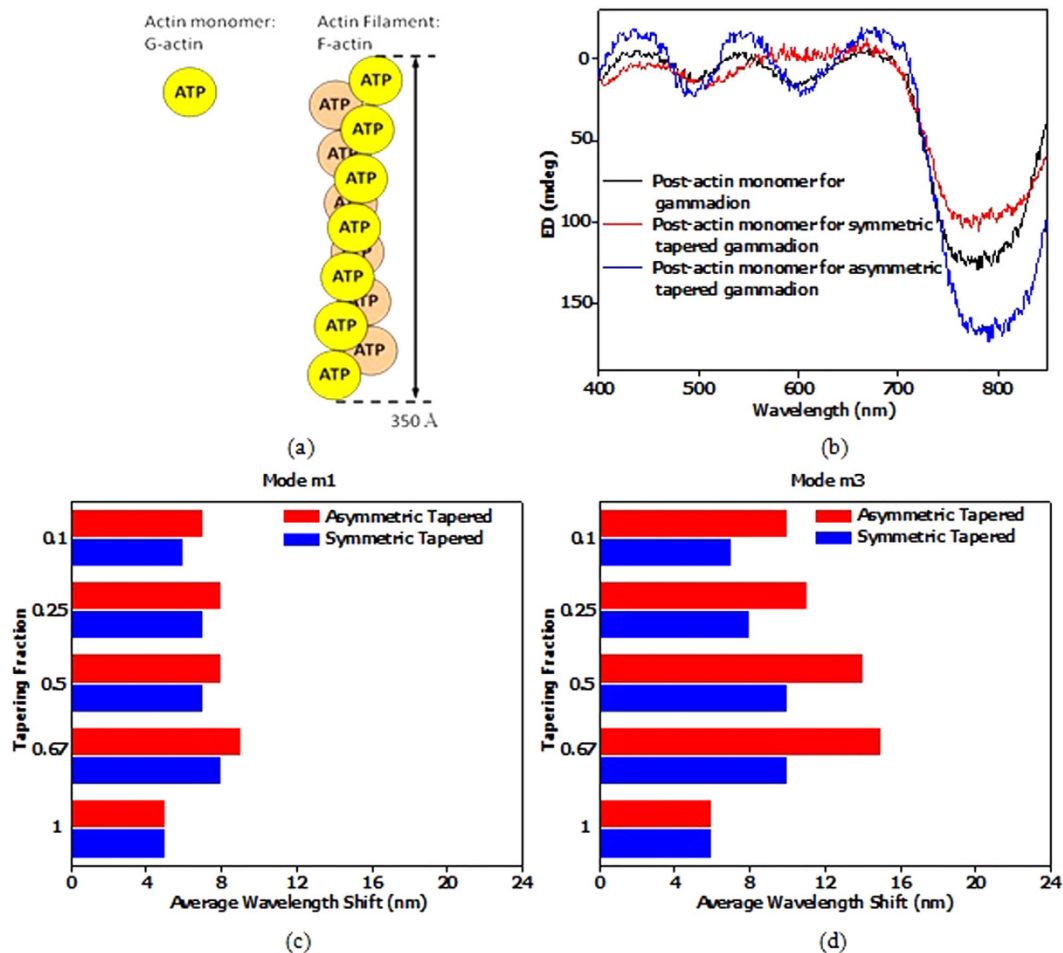 Actin monomer:
G-actin
Actin Filament:
F-actin
ATP
ATP
ATP
ATP
ATP
ATP
ATP
ATP
ATP
ATP
ATP
ATP
350 Å
(a)
0
50
100
150
ED (mdeg)
Post-actin monomer for
gammadion
Post-actin monomer for symmetric
tapered gammadion
Post-actin monomer for asymmetric
tapered gammadion
400 500 600 700 800
Wavelength (nm)
(b)
Mode m1
Asymmetric Tapered
Symmetric Tapered
Tapering Fraction
0.1
0.25
0.5
0.67
1
0 4 8 12 16 20 24
Average Wavelength Shift (nm)
(c)
Mode m3
Asymmetric Tapered
Symmetric Tapered
Tapering Fraction
0.1
0.25
0.5
0.67
1
0 4 8 12 16 20 24
Average Wavelength Shift (nm)
(d)